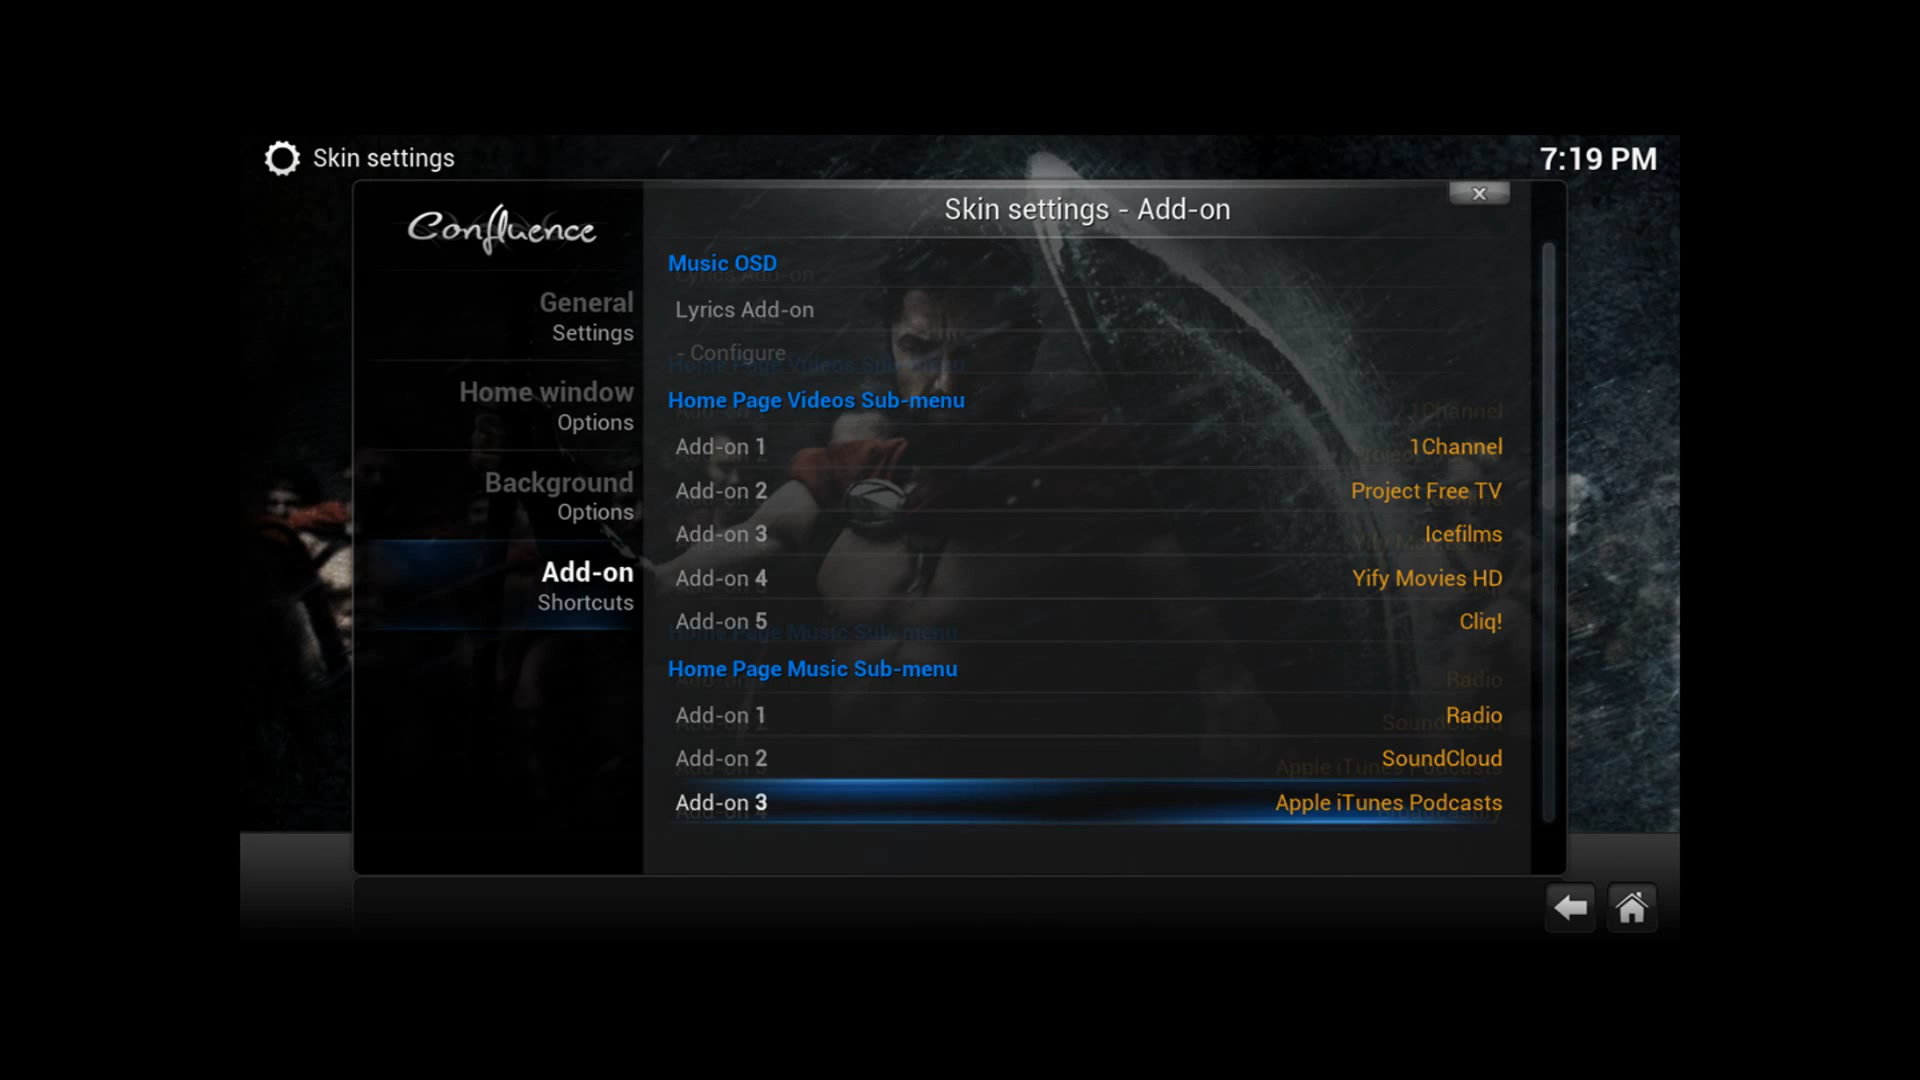 Skin settings
7:19 PM
Confluence
Skin settings - Add-on
X
General
Settings
Home window
Options
Background
Options
Add-on
Shortcuts
Music OSD
Lyrics Add-on
- Configure
Home Page Videos Sub-menu
Add-on 1 1Channel
Add-on 2 Project Free TV
Add-on 3 Icefilms
Add-on 4 Yify Movies HD
Add-on 5 Cliq!
Home Page Music Sub-menu
Add-on 1 Radio
Add-on 2 SoundCloud
Add-on 3 Apple iTunes Podcasts